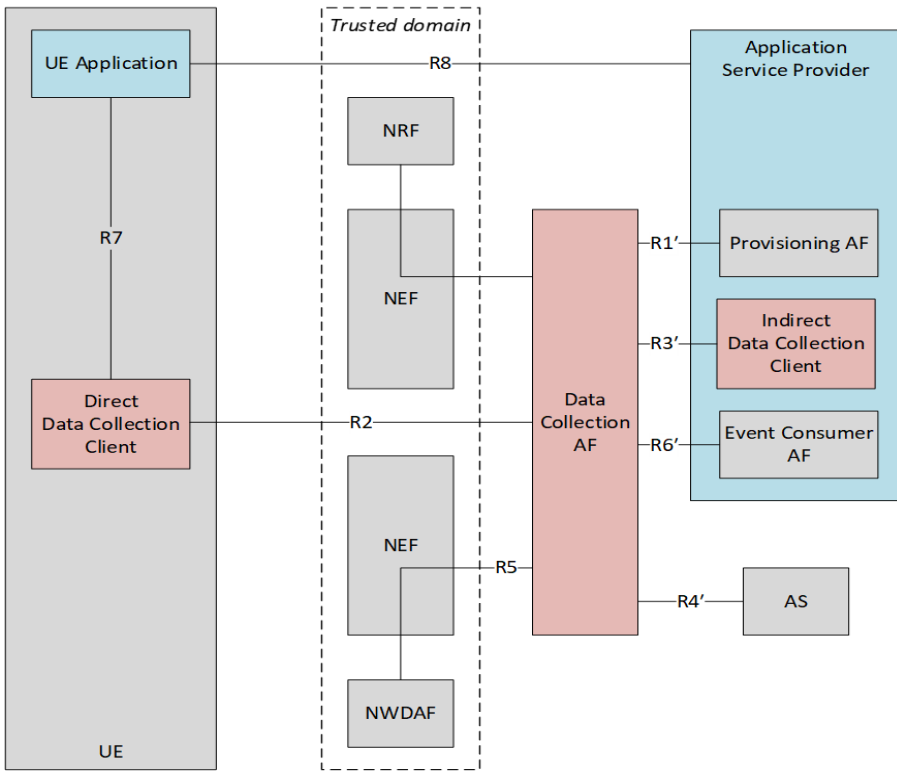 Trusted domain
UE Application
R8
Application
Service Provider
NRF
R7
NEF
R1′
Provisioning AF
R3′
Indirect
Data Collection
Client
Direct
Data Collection
Client
R2
Data
Collection
AF
R6′
Event Consumer
AF
NEF
R5
R4′
AS
NWDAF
UE